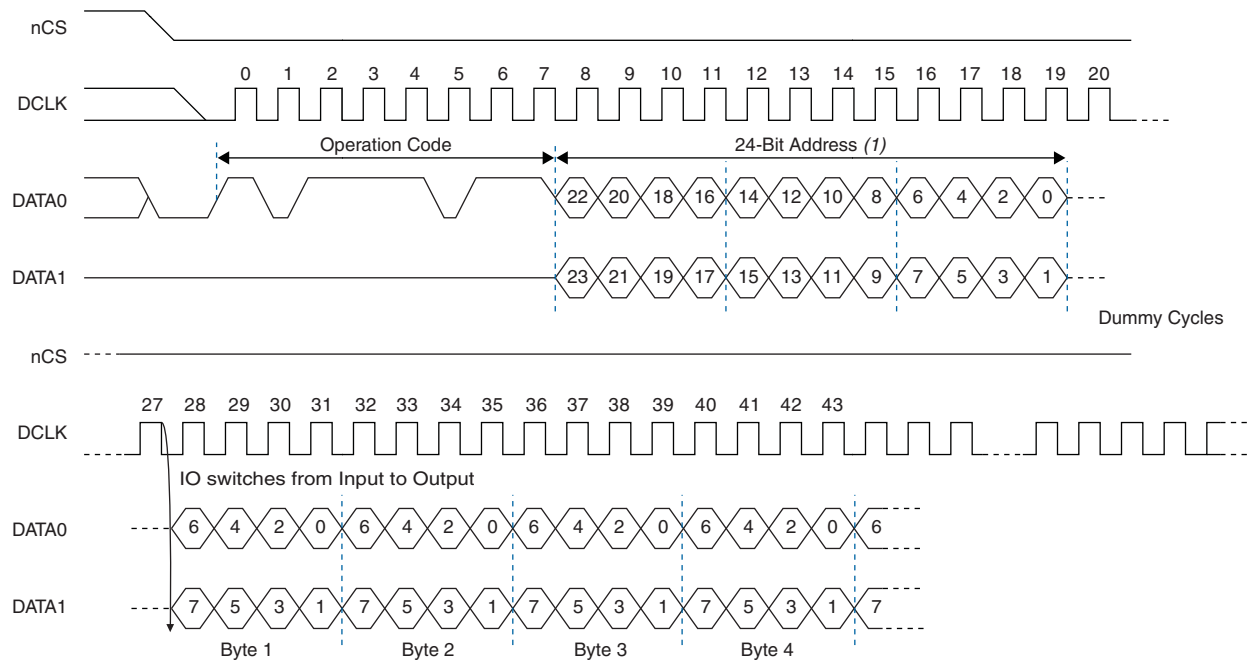 nCS
0 1 2 3 4 5 6 7 8 9 10 11 12 13 14 15 16 17 18 19 20
DCLK
Operation Code 24-Bit Address (1)
DATA0 22 20 18 16 14 12 10 8 6 4 2 0
DATA1 23 21 19 17 15 13 11 9 7 5 3 1
Dummy Cycles
nCS
27 28 29 30 31 32 33 34 35 36 37 38 39 40 41 42 43
DCLK
IO switches from Input to Output
DATA0 6 4 2 0 6 4 2 0 6 4 2 0 6 4 2 0 6
DATA1 7 5 3 1 7 5 3 1 7 5 3 1 7 5 3 1 7
Byte 1 Byte 2 Byte 3 Byte 4